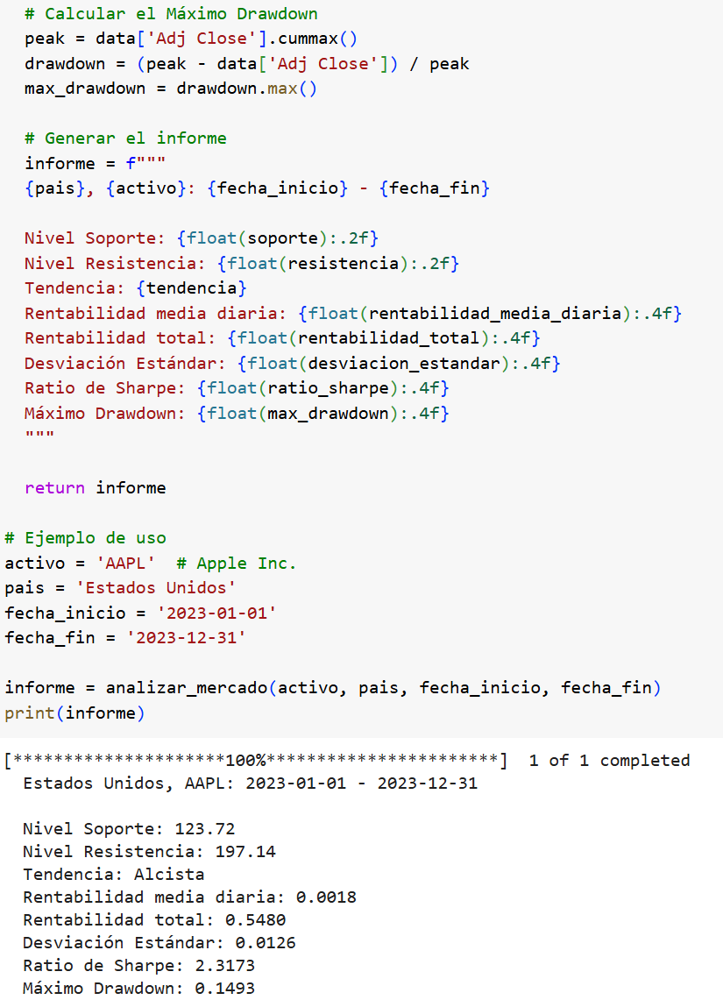 # Calcular el Máximo Drawdown
peak = data['Adj Close'].cummax()
drawdown = (peak - data['Adj Close']) / peak
max_drawdown = drawdown.max()

# Generar el informe
informe = f"""
{pais}, {activo}: {fecha_inicio} - {fecha_fin}

Nivel Soporte: {float(soporte):.2f}
Nivel Resistencia: {float(resistencia):.2f}
Tendencia: {tendencia}
Rentabilidad media diaria: {float(rentabilidad_media_diaria):.4f}
Rentabilidad total: {float(rentabilidad_total):.4f}
Desviación Estándar: {float(desviacion_estandar):.4f}
Ratio de Sharpe: {float(ratio_sharpe):.4f}
Máximo Drawdown: {float(max_drawdown):.4f}
"""

return informe

# Ejemplo de uso
activo = 'AAPL'  # Apple Inc.
pais = 'Estados Unidos'
fecha_inicio = '2023-01-01'
fecha_fin = '2023-12-31'

informe = analizar_mercado(activo, pais, fecha_inicio, fecha_fin)
print(informe)

[*********************100%***********************]  1 of 1 completed
Estados Unidos, AAPL: 2023-01-01 - 2023-12-31

Nivel Soporte: 123.72
Nivel Resistencia: 197.14
Tendencia: Alcista
Rentabilidad media diaria: 0.0018
Rentabilidad total: 0.5480
Desviación Estándar: 0.0126
Ratio de Sharpe: 2.3173
Máximo Drawdown: 0.1493